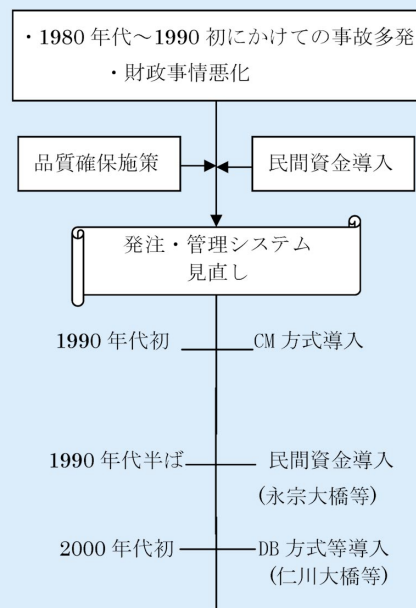 ・1980 年代～1990 初にかけての事故多発
・財政事情悪化
品質確保施策
民間資金導入
発注・管理システム
見直し
1990 年代初
CM 方式導入
1990 年代半ば
民間資金導入
(永宗大橋等)
2000 年代初
DB 方式等導入
(仁川大橋等)